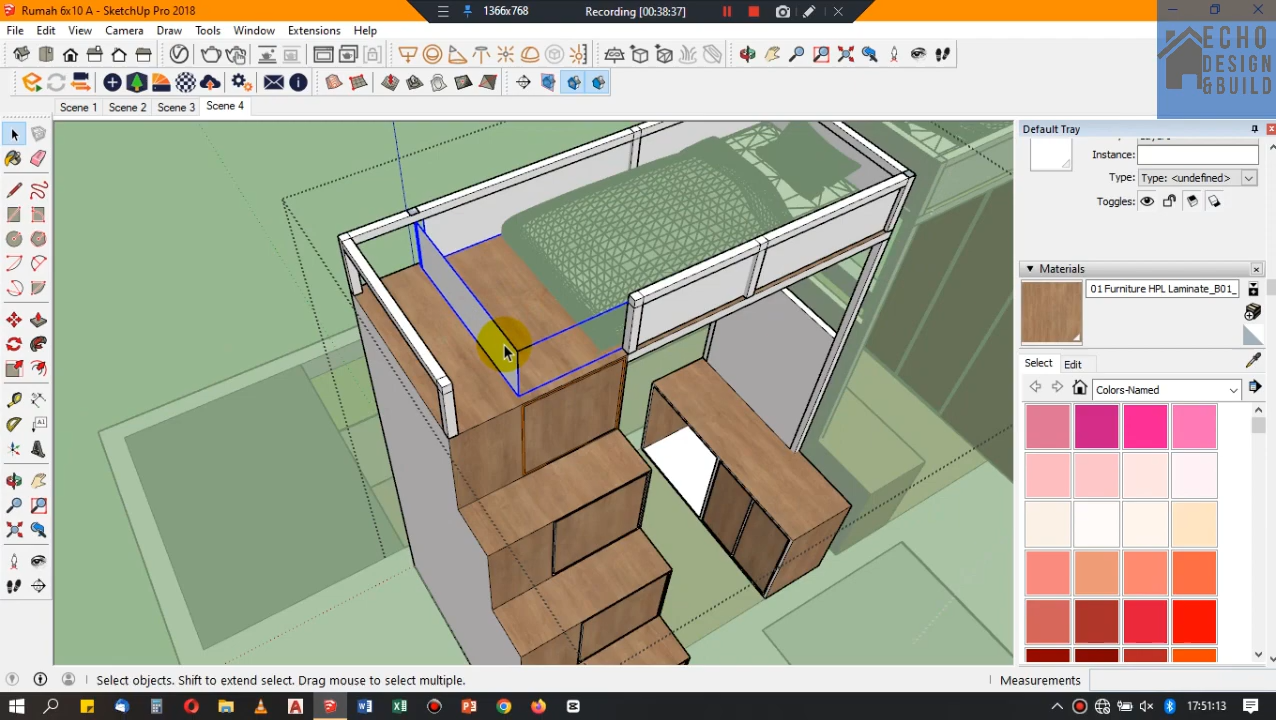 Rumah 6x10 A - SketchUp Pro 2018
1366x768
Recording [00:38:37]
File Edit View Camera Draw Tools Window Extensions Help
ECHO
DESIGN
&BUILD
Scene 1 Scene 2 Scene 3 Scene 4
Default Tray
Instance:
Type: Type: <undefined>
Toggles:
Materials
01 Furniture HPL Laminate_B01_
Select Edit
Colors-Named
Select objects. Shift to extend select. Drag mouse to select multiple.
Measurements
17:51:13